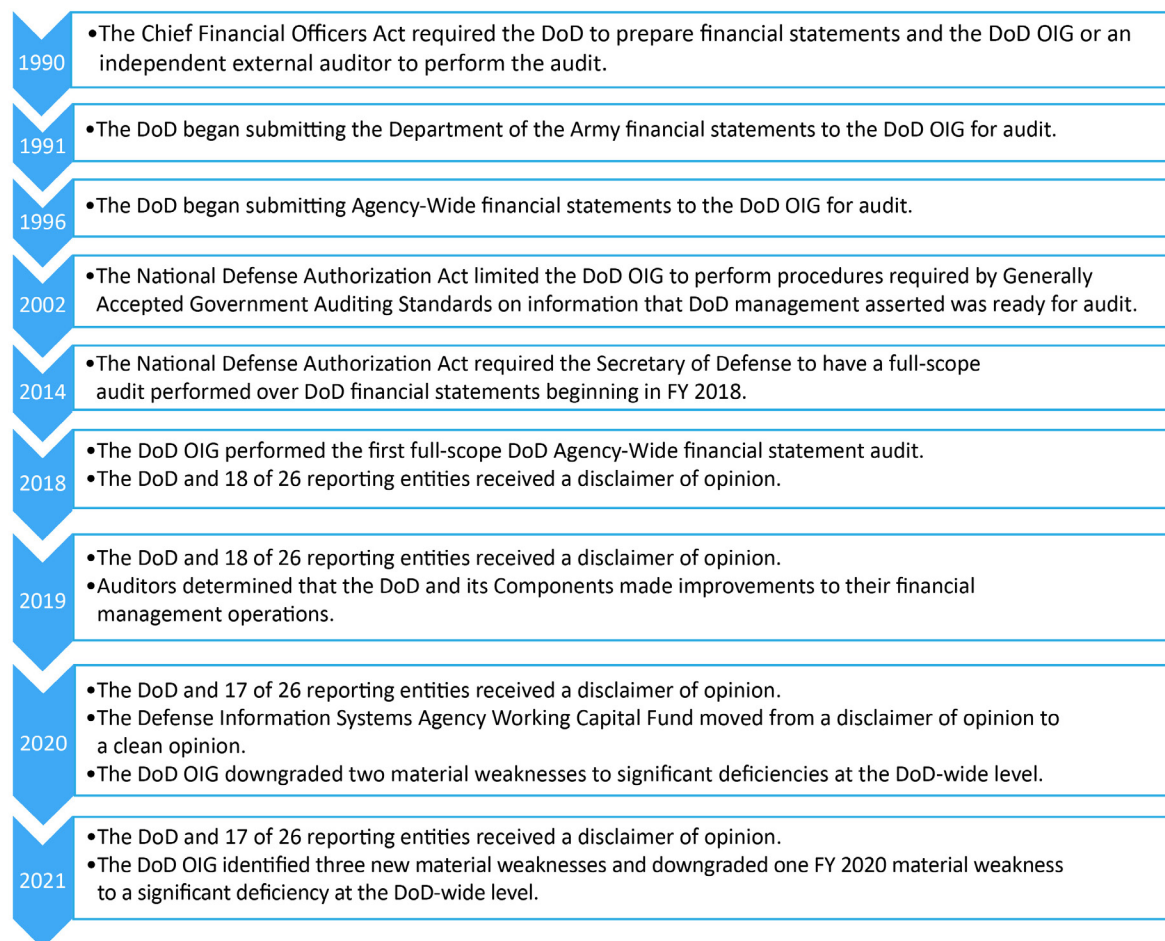 1990
•The Chief Financial Officers Act required the DoD to prepare financial statements and the DoD OIG or an
independent external auditor to perform the audit.
1991
•The DoD began submitting the Department of the Army financial statements to the DoD OIG for audit.
1996
•The DoD began submitting Agency-Wide financial statements to the DoD OIG for audit.
2002
•The National Defense Authorization Act limited the DoD OIG to perform procedures required by Generally
Accepted Government Auditing Standards on information that DoD management asserted was ready for audit.
2014
•The National Defense Authorization Act required the Secretary of Defense to have a full-scope
audit performed over DoD financial statements beginning in FY 2018.
2018
•The DoD OIG performed the first full-scope DoD Agency-Wide financial statement audit.
•The DoD and 18 of 26 reporting entities received a disclaimer of opinion.
2019
•The DoD and 18 of 26 reporting entities received a disclaimer of opinion.
•Auditors determined that the DoD and its Components made improvements to their financial
management operations.
2020
•The DoD and 17 of 26 reporting entities received a disclaimer of opinion.
•The Defense Information Systems Agency Working Capital Fund moved from a disclaimer of opinion to
a clean opinion.
•The DoD OIG downgraded two material weaknesses to significant deficiencies at the DoD-wide level.
2021
•The DoD and 17 of 26 reporting entities received a disclaimer of opinion.
•The DoD OIG identified three new material weaknesses and downgraded one FY 2020 material weakness
to a significant deficiency at the DoD-wide level.